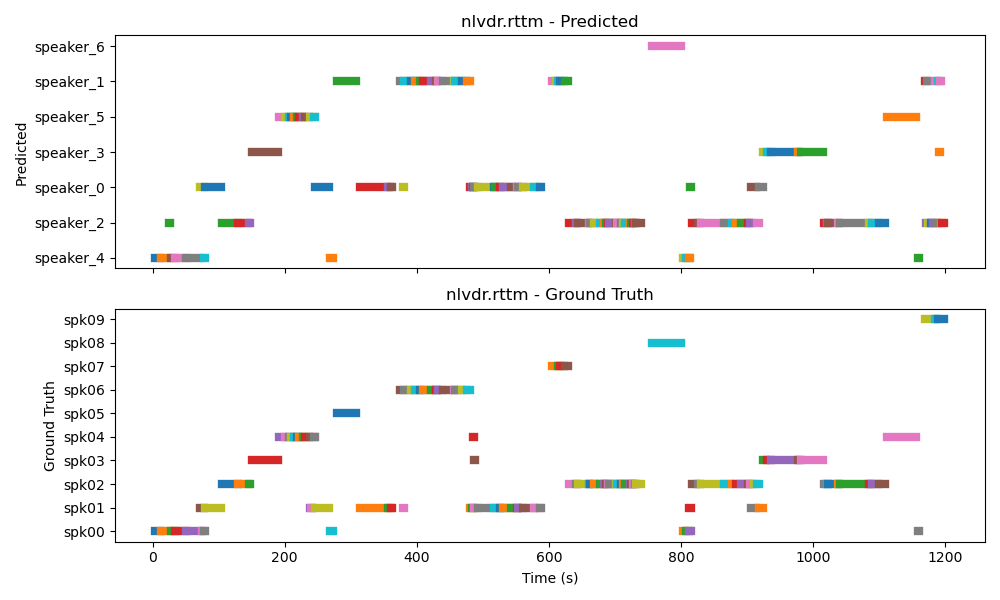 nlvdr.rttm - Predicted
Predicted
speaker_6
speaker_1
speaker_5
speaker_3
speaker_0
speaker_2
speaker_4
nlvdr.rttm - Ground Truth
Ground Truth
spk09
spk08
spk07
spk06
spk05
spk04
spk03
spk02
spk01
spk00
0 200 400 600 800 1000 1200
Time (s)